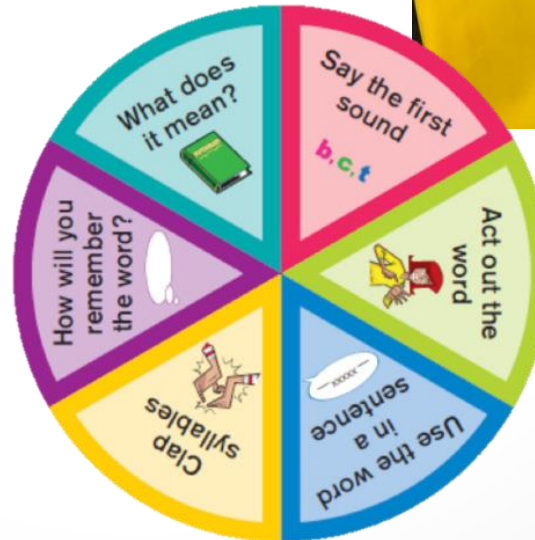 What does
it mean?
Say the first
sound
b, c, t
Act out the
word
Use the word
in a
sentence
xxxxx
Clap
syllables
How will you
remember
the word?